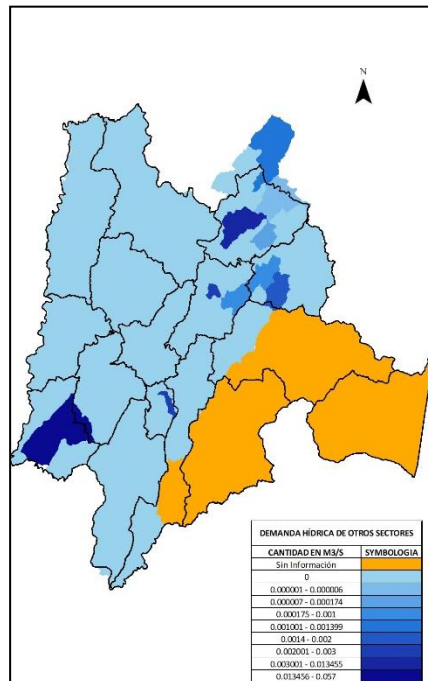 N
DEMANDA HÍDRICA DE OTROS SECTORES
CANTIDAD EN M3/S SYMBOLOGIA
Sin Información
0
0.000001 - 0.000006
0.000007 - 0.000174
0.000175 - 0.001
0.001001 - 0.001399
0.0014 - 0.002
0.002001 - 0.003
0.003001 - 0.013455
0.013456 - 0.057